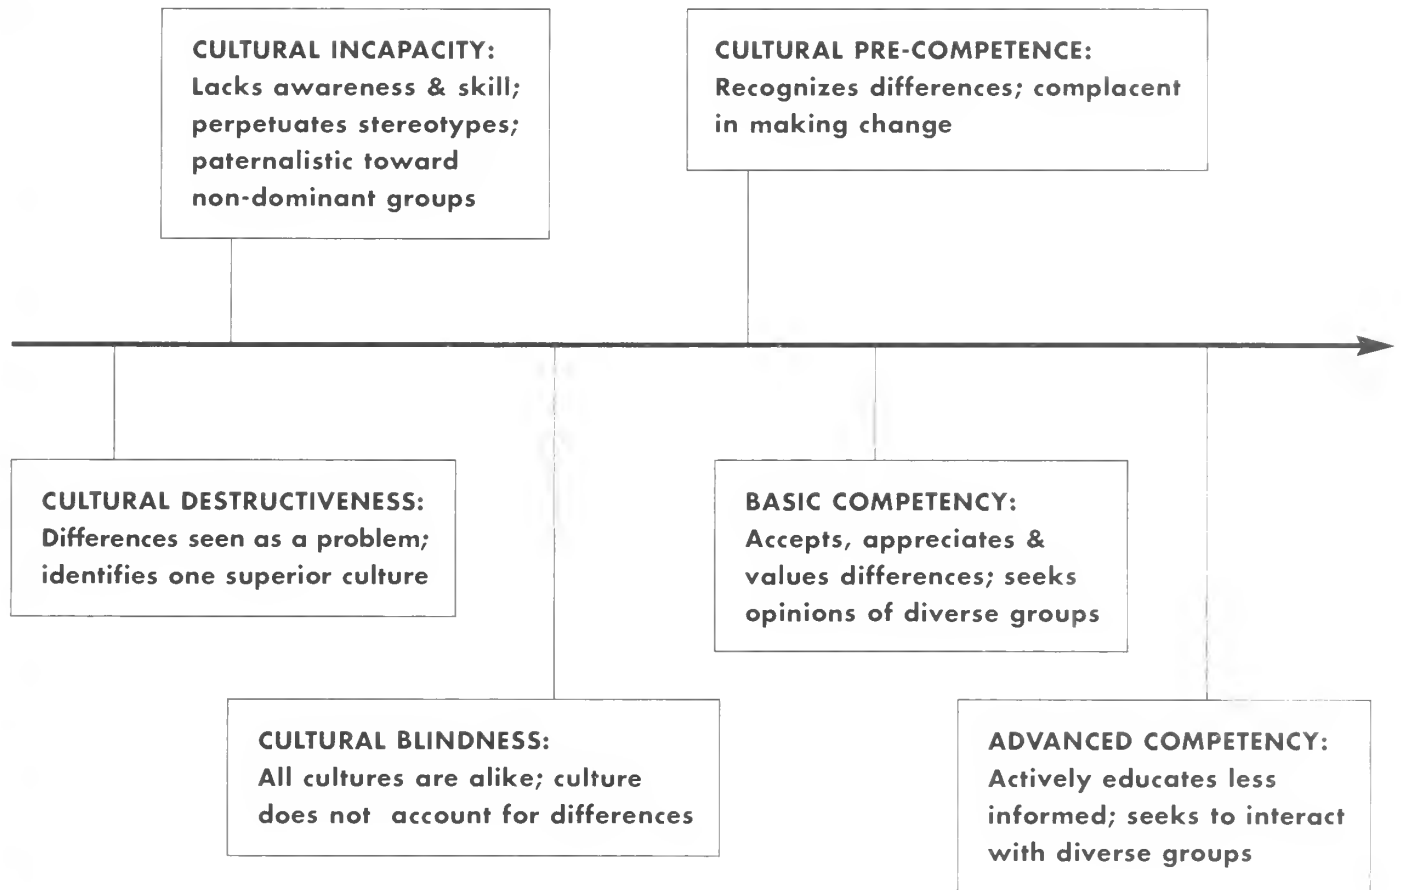 CULTURAL INCAPACITY:
Lacks awareness & skill;
perpetuates stereotypes;
paternalistic toward
non-dominant groups
CULTURAL PRE-COMPETENCE:
Recognizes differences; complacent
in making change
CULTURAL DESTRUCTIVENESS:
Differences seen as a problem;
identifies one superior culture
BASIC COMPETENCY:
Accepts, appreciates &
values differences; seeks
opinions of diverse groups
CULTURAL BLINDNESS:
All cultures are alike; culture
does not account for differences
ADVANCED COMPETENCY:
Actively educates less
informed; seeks to interact
with diverse groups